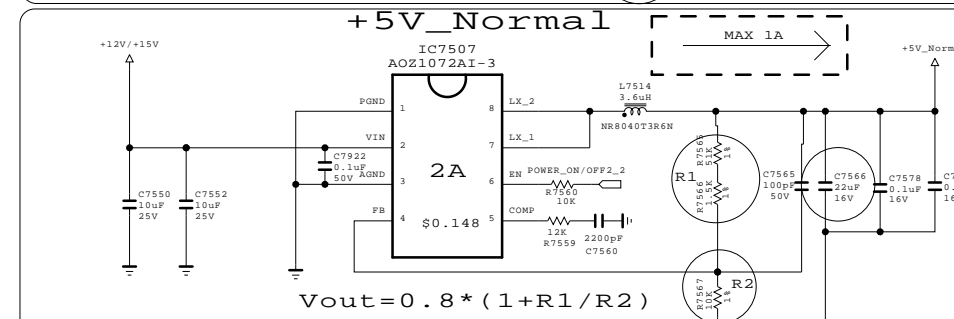 +5V_Normal
MAX 1A
+12V/+15V
IC7507
AOZ1072AI-3
+5V_Norm
L7514
3.6uH
NR8040T3R6N
PGND
1
8
LX_2
VIN
2
7
LX_1
C7922
0.1uF
50V
AGND
3
2A
6
EN
POWER_ON/OFF2_2
R7560
10K
FB
4
$0.148
5
COMP
12K
R7559
2200pF
C7560
C7550
10uF
25V
C7552
10uF
25V
R1
R7565
51K
1%
R7566
1.5K
1%
C7565
100pF
50V
C7566
22uF
16V
C7578
0.1uF
16V
C7
0.
16
R2
R7567
10K
1%
Vout=0.8*(1+R1/R2)